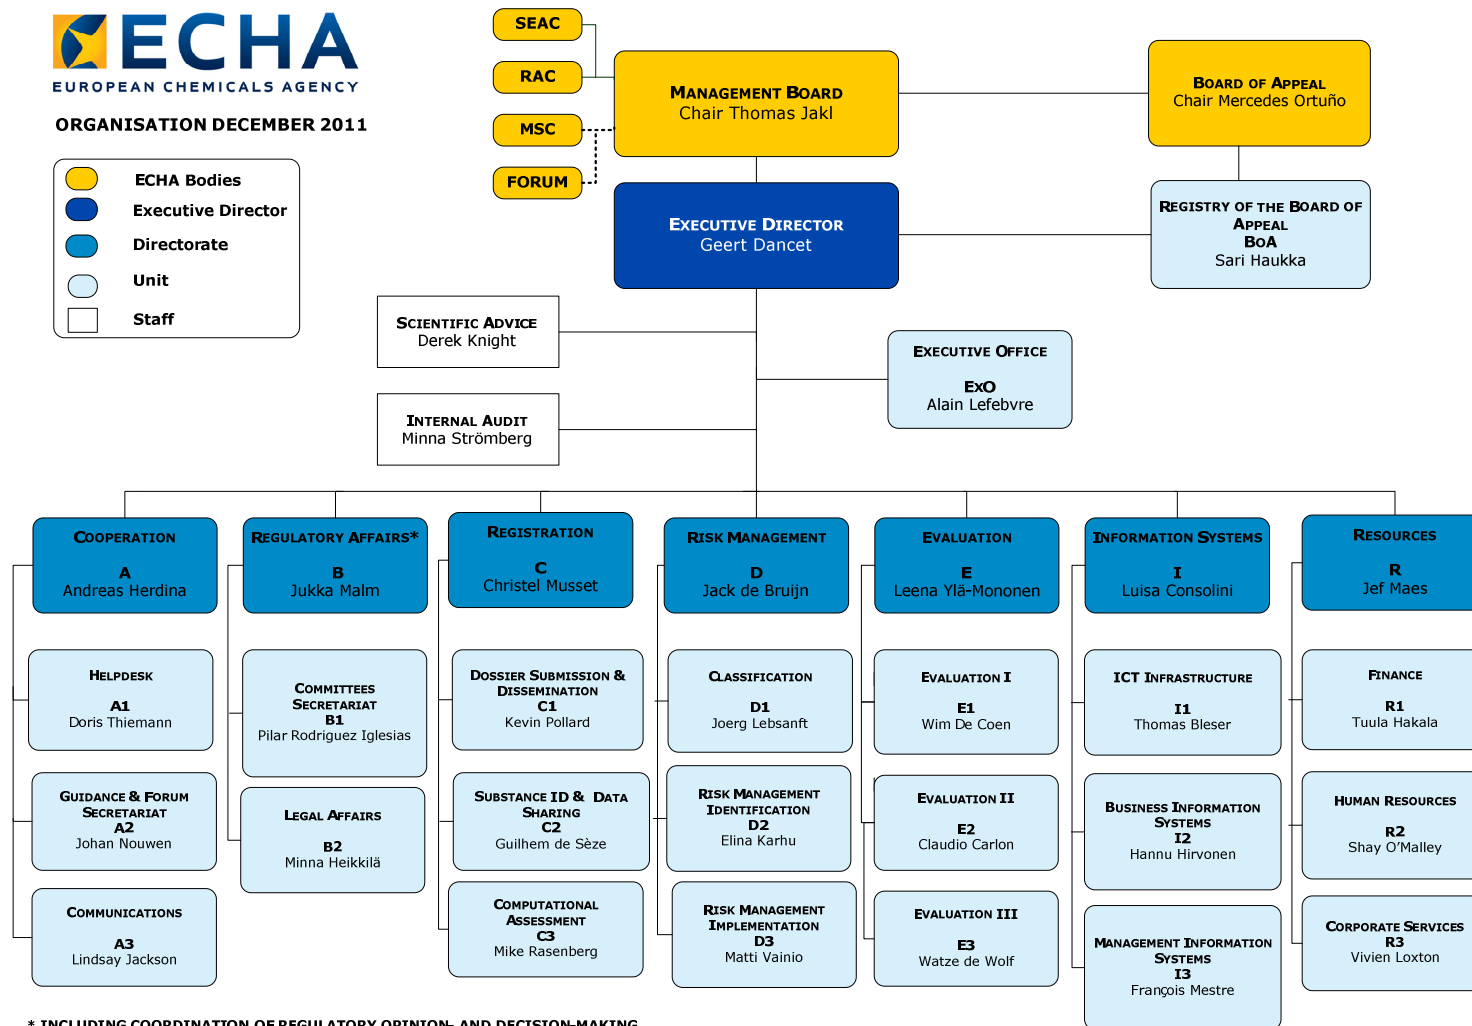 ECHA
EUROPEAN CHEMICALS AGENCY
ORGANISATION DECEMBER 2011
ECHA Bodies
Executive Director
Directorate
Unit
Staff
SEAC
RAC
MSC
FORUM
MANAGEMENT BOARD
Chair Thomas Jakl
BOARD OF APPEAL
Chair Mercedes Ortuño
EXECUTIVE DIRECTOR
Geert Dancet
REGISTRY OF THE BOARD OF
APPEAL
BOA
Sari Haukka
SCIENTIFIC ADVICE
Derek Knight
INTERNAL AUDIT
Minna Strömberg
EXECUTIVE OFFICE
EXO
Alain Lefebvre
COOPERATION
A
Andreas Herdina
HELPDESK
A1
Doris Thiemann
GUIDANCE & FORUM
SECRETARIAT
A2
Johan Nouwen
COMMUNICATIONS
A3
Lindsay Jackson
REGULATORY AFFAIRS*
B
Jukka Malm
COMMITTEES
SECRETARIAT
B1
Pilar Rodriguez Iglesias
LEGAL AFFAIRS
B2
Minna Heikkilä
REGISTRATION
C
Christel Musset
DOSSIER SUBMISSION &
DISSEMINATION
C1
Kevin Pollard
SUBSTANCE ID & DATA
SHARING
C2
Guilhem de Sèze
COMPUTATIONAL
ASSESSMENT
C3
Mike Rasenberg
RISK MANAGEMENT
D
Jack de Bruijn
CLASSIFICATION
D1
Joerg Lebsanft
RISK MANAGEMENT
IDENTIFICATION
D2
Elina Karhu
RISK MANAGEMENT
IMPLEMENTATION
D3
Matti Vainio
EVALUATION
E
Leena Ylä-Mononen
EVALUATION I
E1
Wim De Coen
EVALUATION II
E2
Claudio Carlon
EVALUATION III
E3
Watze de Wolf
INFORMATION SYSTEMS
I
Luisa Consolini
ICT INFRASTRUCTURE
I1
Thomas Bleser
BUSINESS INFORMATION
SYSTEMS
I2
Hannu Hirvonen
MANAGEMENT INFORMATION
SYSTEMS
I3
François Mestre
RESOURCES
R
Jef Maes
FINANCE
R1
Tuula Hakala
HUMAN RESOURCES
R2
Shay O'Malley
CORPORATE SERVICES
R3
Vivien Loxton
* INCLUDING COORDINATION OF REGULATORY OPINION- AND DECISION-MAKING